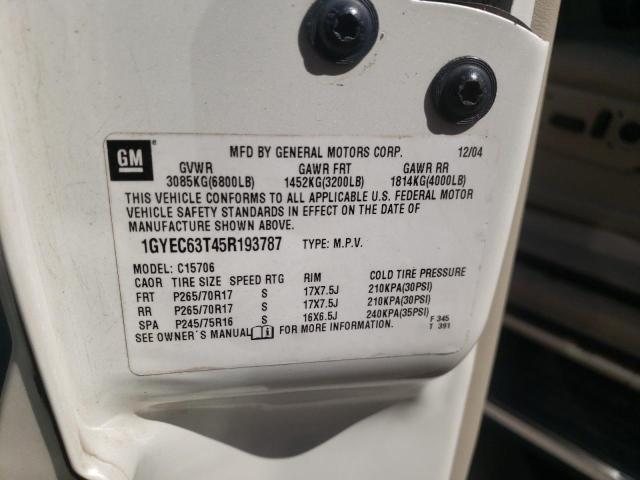 GM ®
MFD BY GENERAL MOTORS CORP. 12/04
GVWR GAWR FRT GAWR RR
3085KG(6800LB) 1452KG(3200LB) 1814KG(4000LB)
THIS VEHICLE CONFORMS TO ALL APPLICABLE U.S. FEDERAL MOTOR
VEHICLE SAFETY STANDARDS IN EFFECT ON THE DATE OF
MANUFACTURE SHOWN ABOVE.
1GYEC63T45R193787 TYPE: M.P.V.
MODEL: C15706
CAOR TIRE SIZE SPEED RTG RIM COLD TIRE PRESSURE
FRT P265/70R17 S 17X7.5J 210KPA(30PSI)
RR P265/70R17 S 17X7.5J 210KPA(30PSI)
SPA P245/75R16 S 16X6.5J 240KPA(35PSI) F 345
SEE OWNER'S MANUAL FOR MORE INFORMATION. T 391